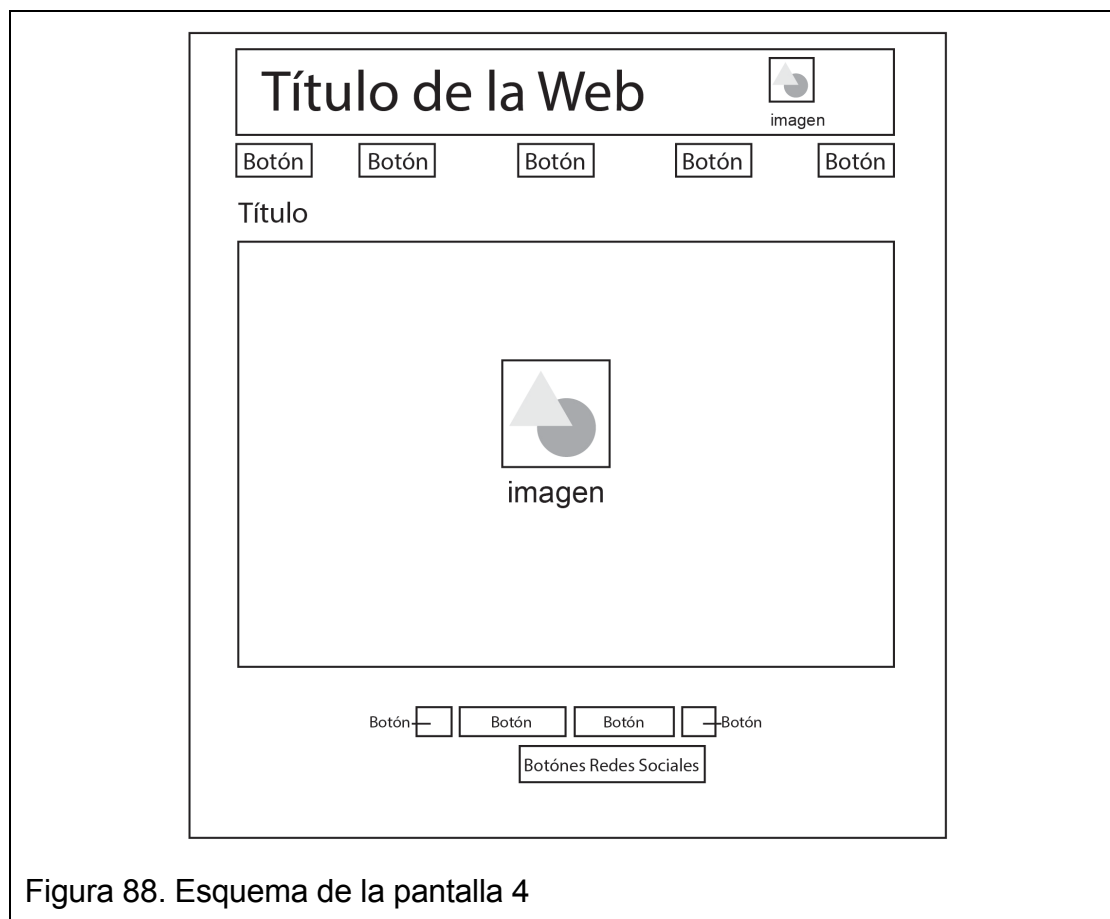 Título de la Web
imagen
Botón Botón Botón Botón Botón
Título
imagen
Botón Botón Botón Botón
Botónes Redes Sociales
Figura 88. Esquema de la pantalla 4